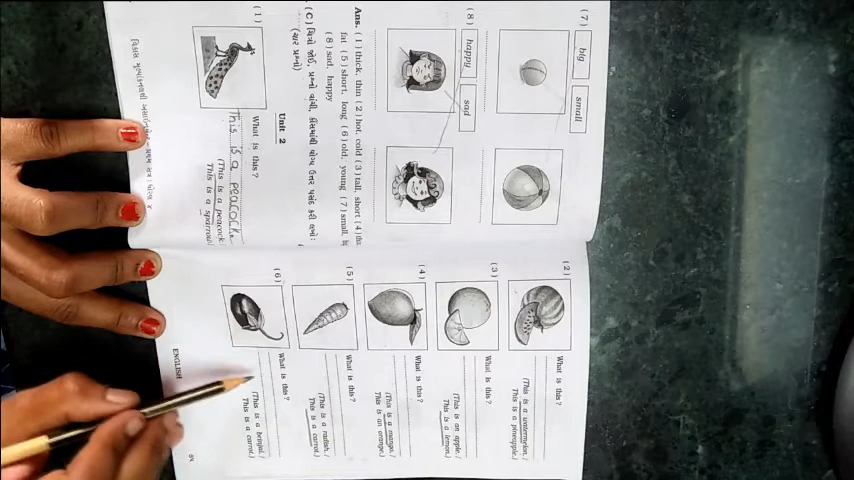 (7) big small
(8) happy sad
Ans. (1) thick, thin (2) hot, cold (3) tall, short (4)
fat (5) short, long (6) old, young (7) small,
(8) sad, happy
(C) ચિત્રો જોઈ, પ્રશ્નો વાંચી,
Unit 2
(1) What is this?
This is a peacock.
(This is a peacock.
This is a sparrow.)
(2) What is this?
(This is a watermelon. /
This is a pineapple.)
(3) What is this?
(This is an apple. /
This is a lemon.)
(4) What is this?
(This is a mango. /
This is an orange.)
(5) What is this?
(This is a radish. /
This is a carrot.)
(6) What is this?
(This is a brinjal. /
This is a carrot.)
ENGLISH